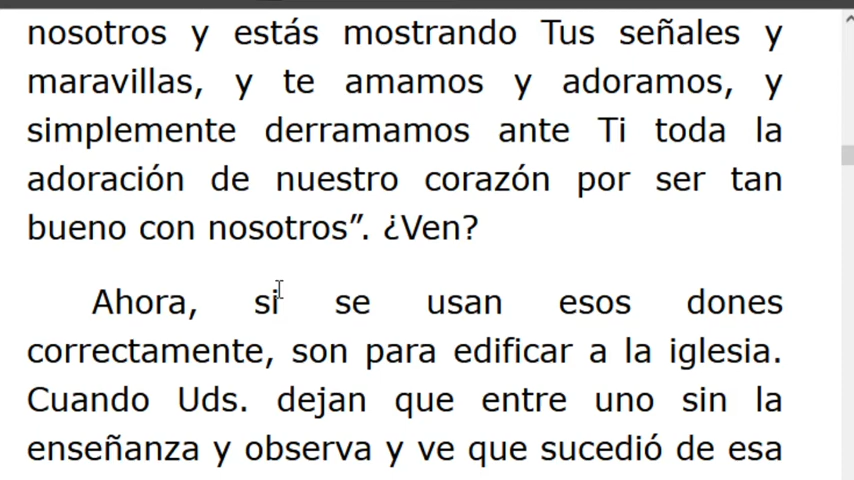 nosotros y estás mostrando Tus señales y
maravillas, y te amamos y adoramos, y
simplemente derramamos ante Ti toda la
adoración de nuestro corazón por ser tan
bueno con nosotros”. ¿Ven?
Ahora, si se usan esos dones
correctamente, son para edificar a la iglesia.
Cuando Uds. dejan que entre uno sin la
enseñanza y observa y ve que sucedió de esa